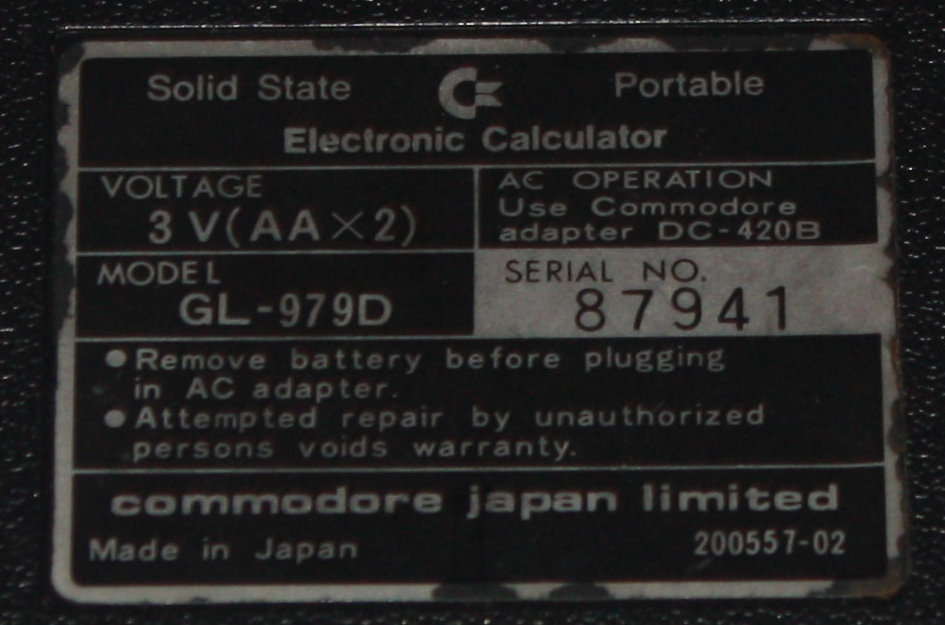 Solid State Portable
Electronic Calculator
VOLTAGE
3 V (AA×2)
AC OPERATION
Use Commodore
adapter DC-420B
MODEL
GL-979D
SERIAL NO.
87941
●Remove battery before plugging
in AC adapter.
●Attempted repair by unauthorized
persons voids warranty.
commodore japan limited
Made in Japan 200557-02